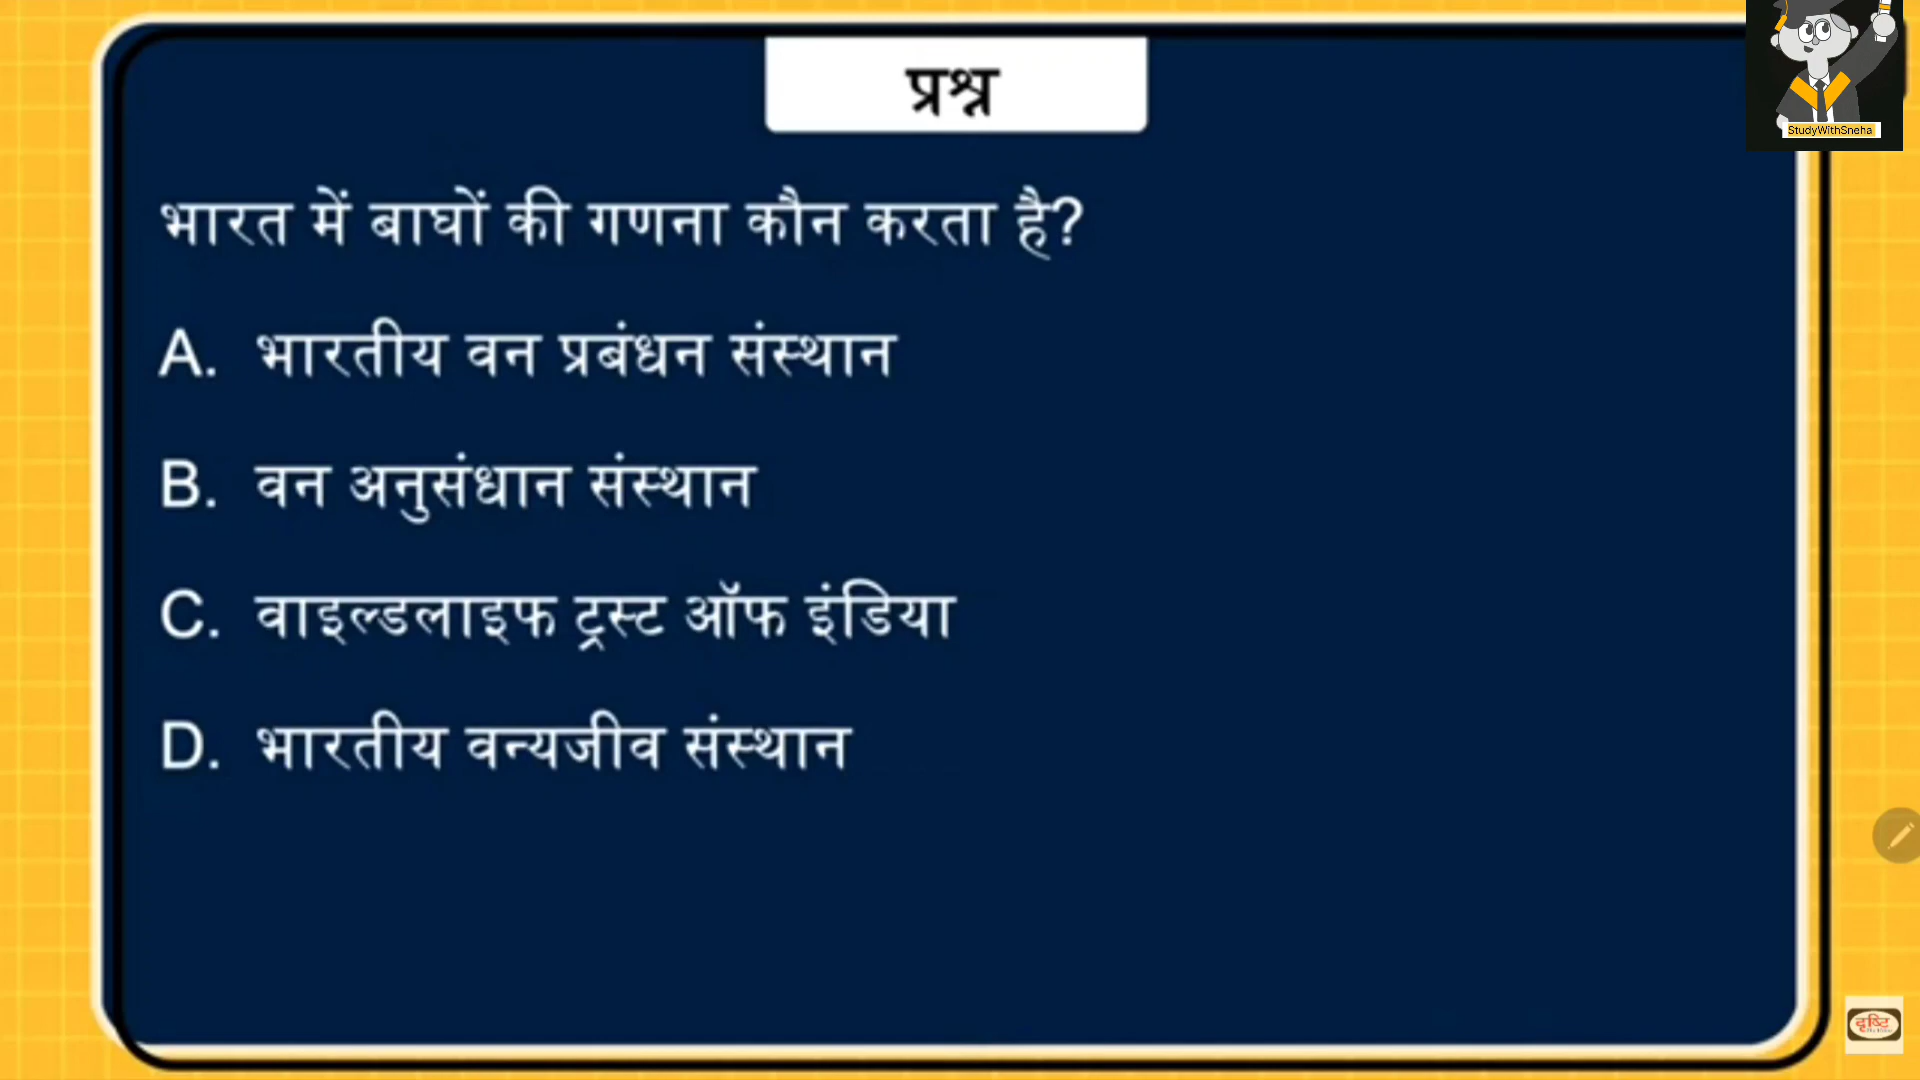 StudyWithSneha
प्रश्न
भारत में बाघों की गणना कौन करता है?
A. भारतीय वन प्रबंधन संस्थान
B. वन अनुसंधान संस्थान
C. वाइल्डलाइफ ट्रस्ट ऑफ इंडिया
D. भारतीय वन्यजीव संस्थान
दृष्टि